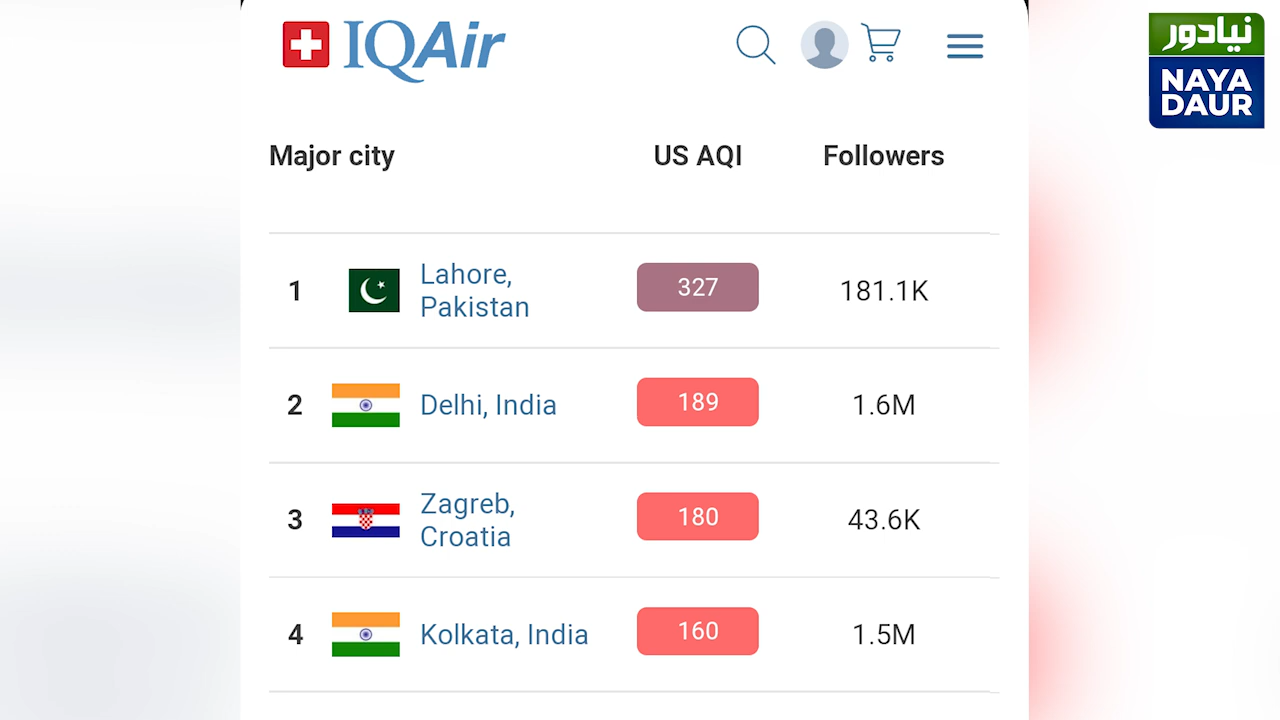 IQAir
نیادور
NAYA
DAUR
Major city US AQI Followers
1 Lahore, Pakistan 327 181.1K
2 Delhi, India 189 1.6M
3 Zagreb, Croatia 180 43.6K
4 Kolkata, India 160 1.5M